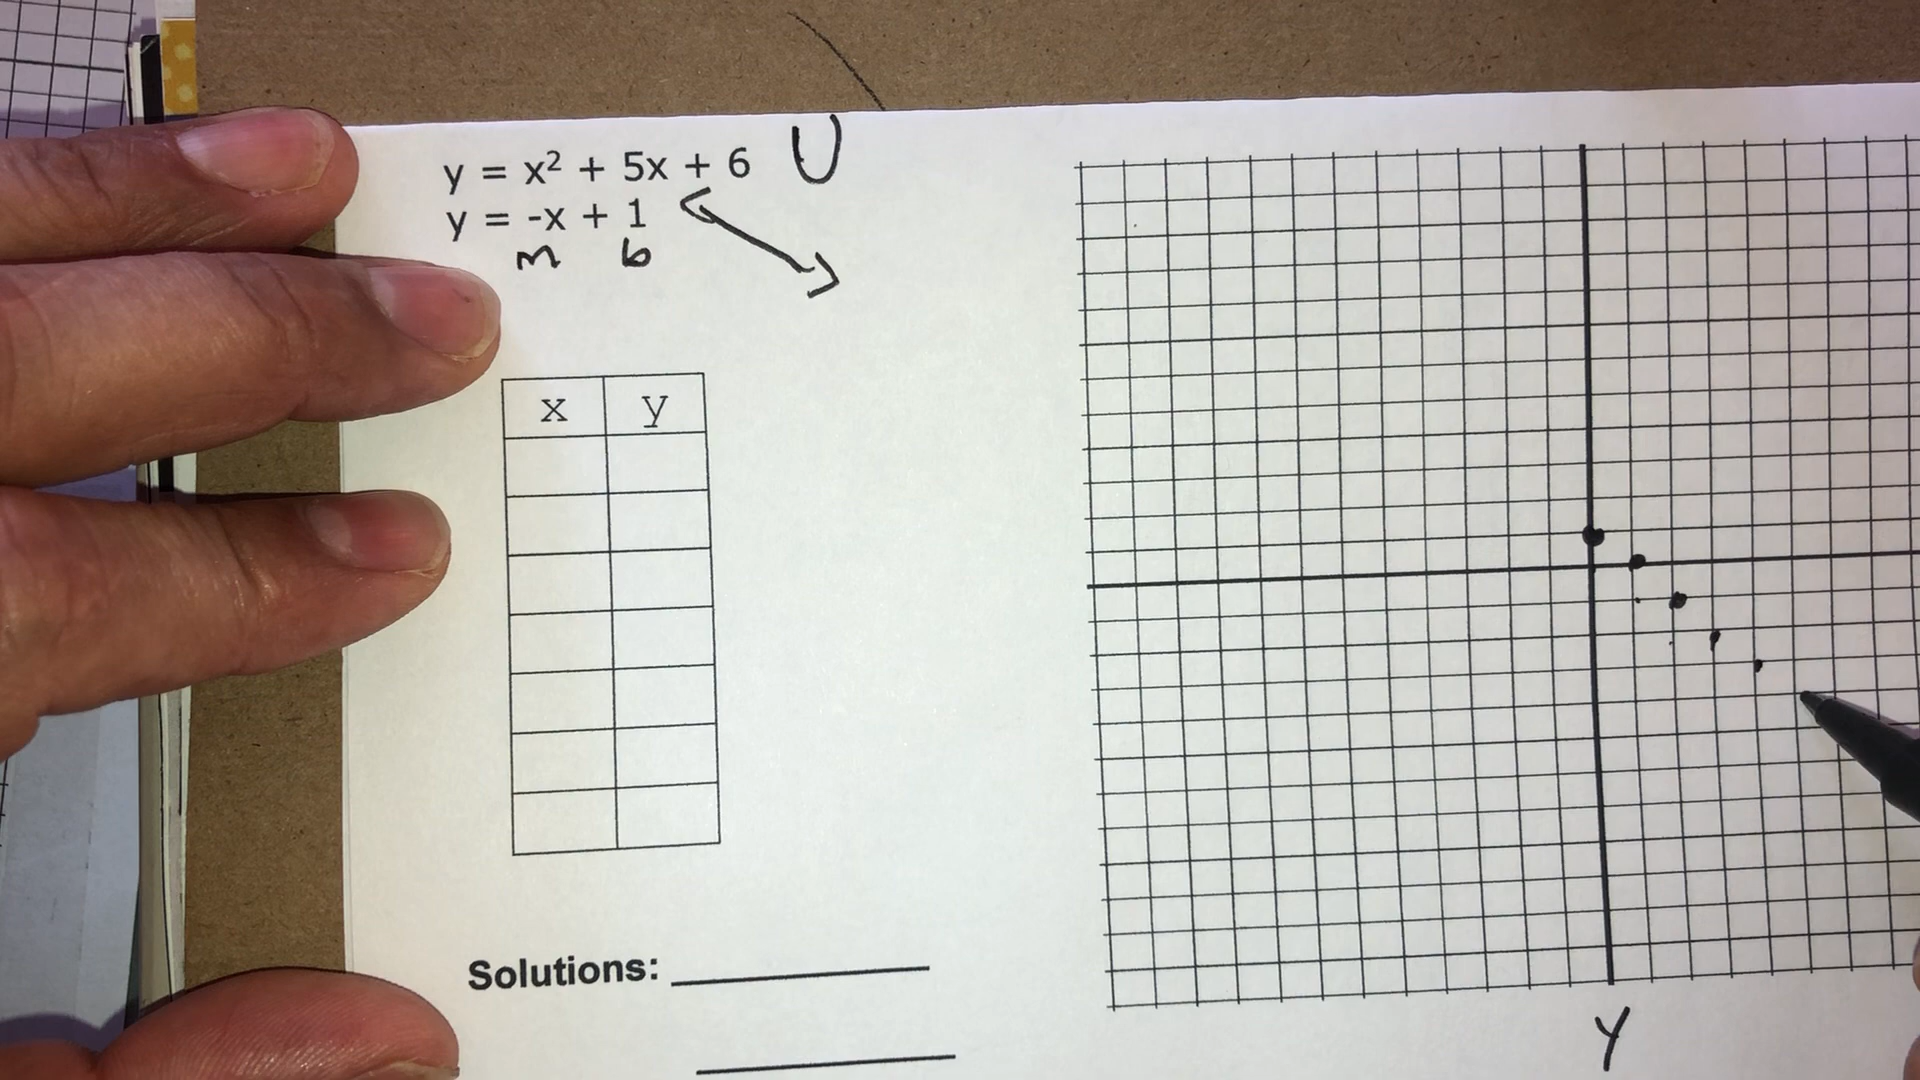 y = x² + 5x + 6 U
y = -x + 1
m b
x y
Solutions:
Y